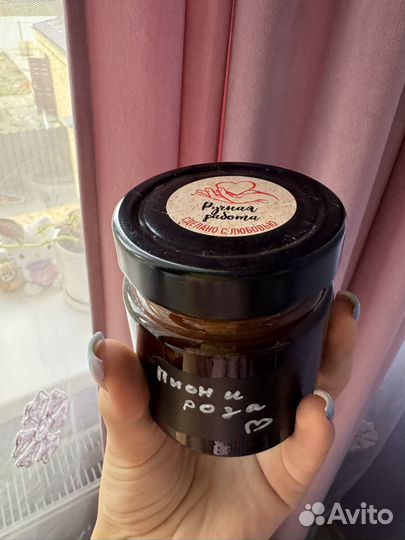 Ручная
работа
СДЕЛАНО С ЛЮБОВЬЮ
Пион и
роза
Avito